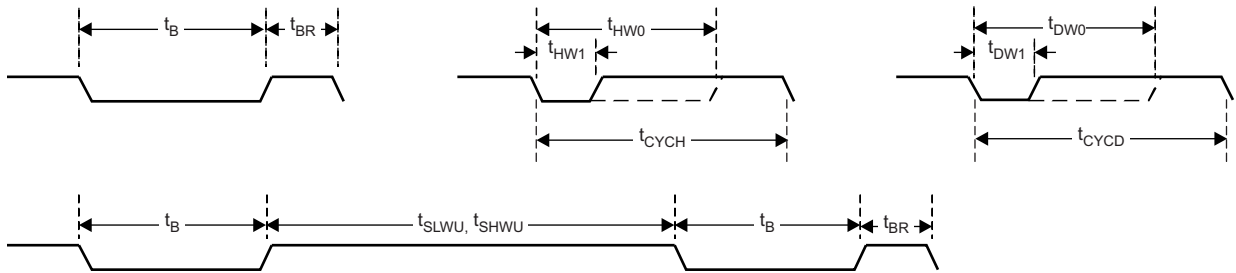 tB tBR tHW0 tDW0
tHW1 tDW1
tCYCH tCYCD
tB tSLWU, tSHWU tB tBR